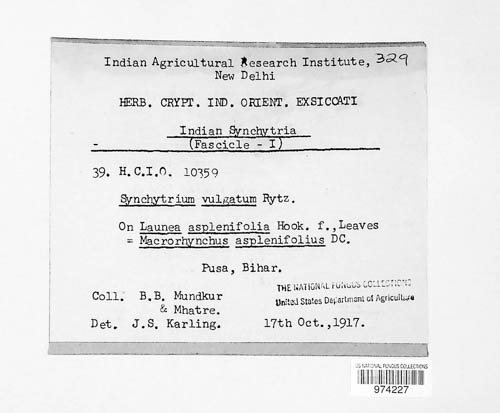 Indian Agricultural Research Institute, 329
New Delhi
HERB. CRYPT. IND. ORIENT. EXSICCATI
Indian Synchytria
- (Fascicle - I)
39. H.C.I.O. 10359
Synchytrium vulgatum Rytz.
On Launea asplenifolia Hook. f.,Leaves
= Macrorhynchus asplenifolius DC.
Pusa, Bihar.
THE NATIONAL FUNGUS COLLECTIONS
United States Department of Agriculture
Coll. B.B. Mundkur
& Mhatre.
Det. J.S. Karling. 17th Oct.,1917.
US NATIONAL FUNGUS COLLECTIONS
974227